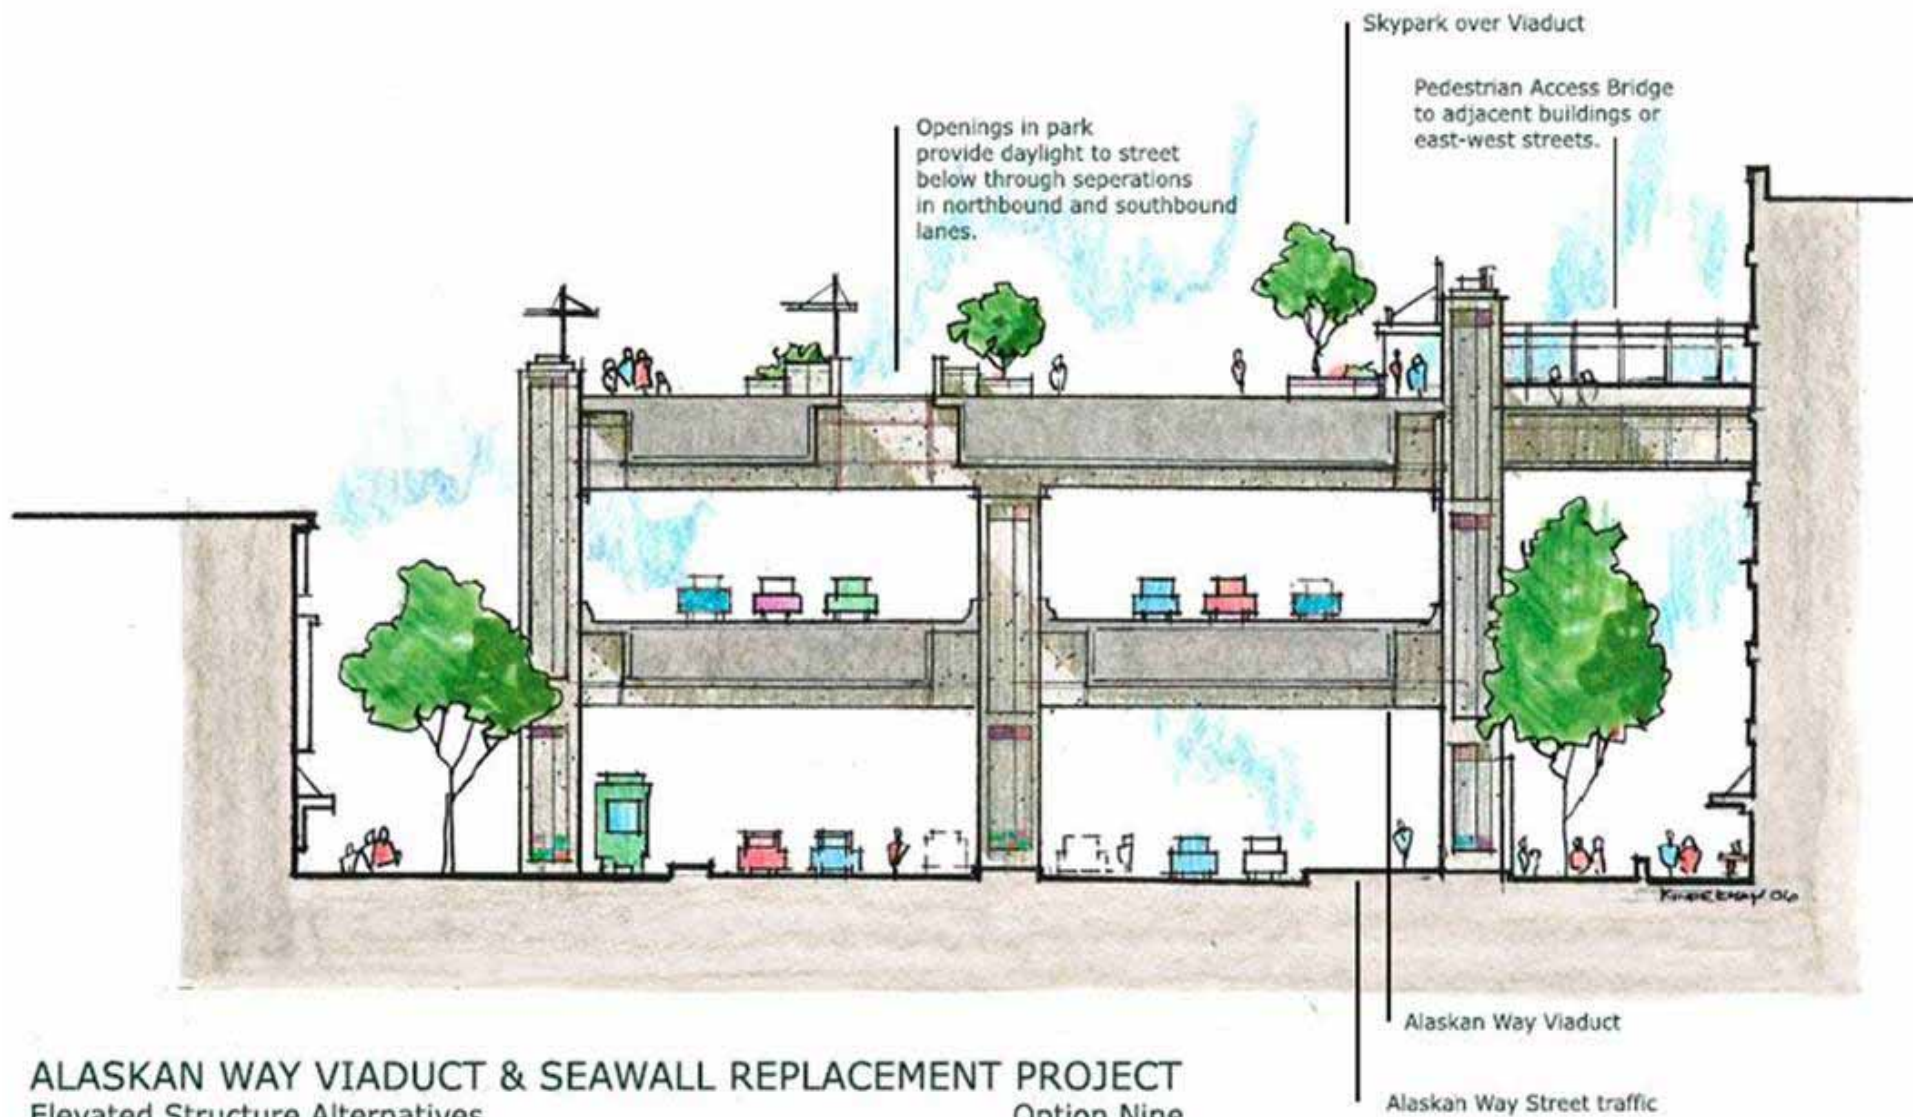 Skypark over Viaduct
Pedestrian Access Bridge
to adjacent buildings or
east-west streets.
Openings in park
provide daylight to street
below through seperations
in northbound and southbound
lanes.
Alaskan Way Viaduct
ALASKAN WAY VIADUCT & SEAWALL REPLACEMENT PROJECT
Elevated Structure Alternatives
Option Nine
Alaskan Way Street traffic